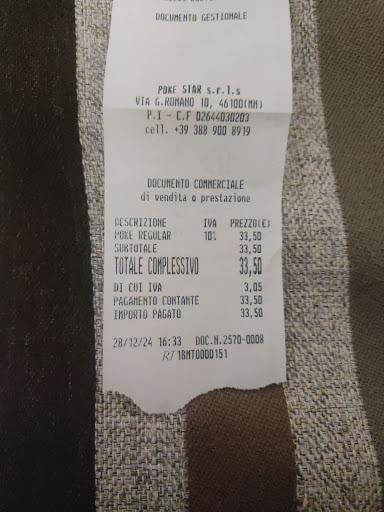 DOCUMENTO GESTIONALE
POKE STAR s.r.l.s
VIA G.ROMANO 10, 46100(MN)
P.I - C.F 02644030203
cell. +39 388 900 8919
DOCUMENTO COMMERCIALE
di vendita o prestazione
DESCRIZIONE IVA PREZZO(€)
POKE REGULAR 10% 33,50
SUBTOTALE 33,50
TOTALE COMPLESSIVO 33,50
DI CUI IVA 3,05
PAGAMENTO CONTANTE 33,50
IMPORTO PAGATO 33,50
28/12/24 16:33 DOC.N.2570-0008
RT 18MT0000151